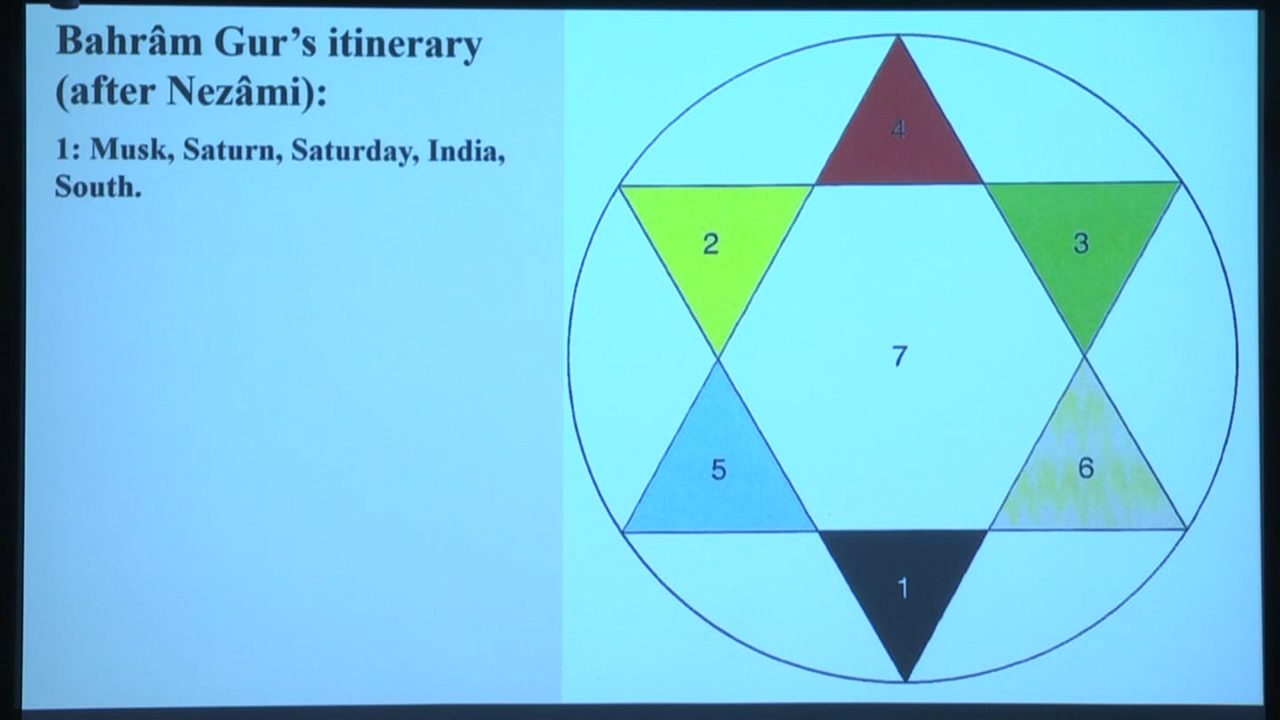 Bahrâm Gur's itinerary
(after Nezâmi):
1: Musk, Saturn, Saturday, India,
South.
4
2
3
7
5
6
1